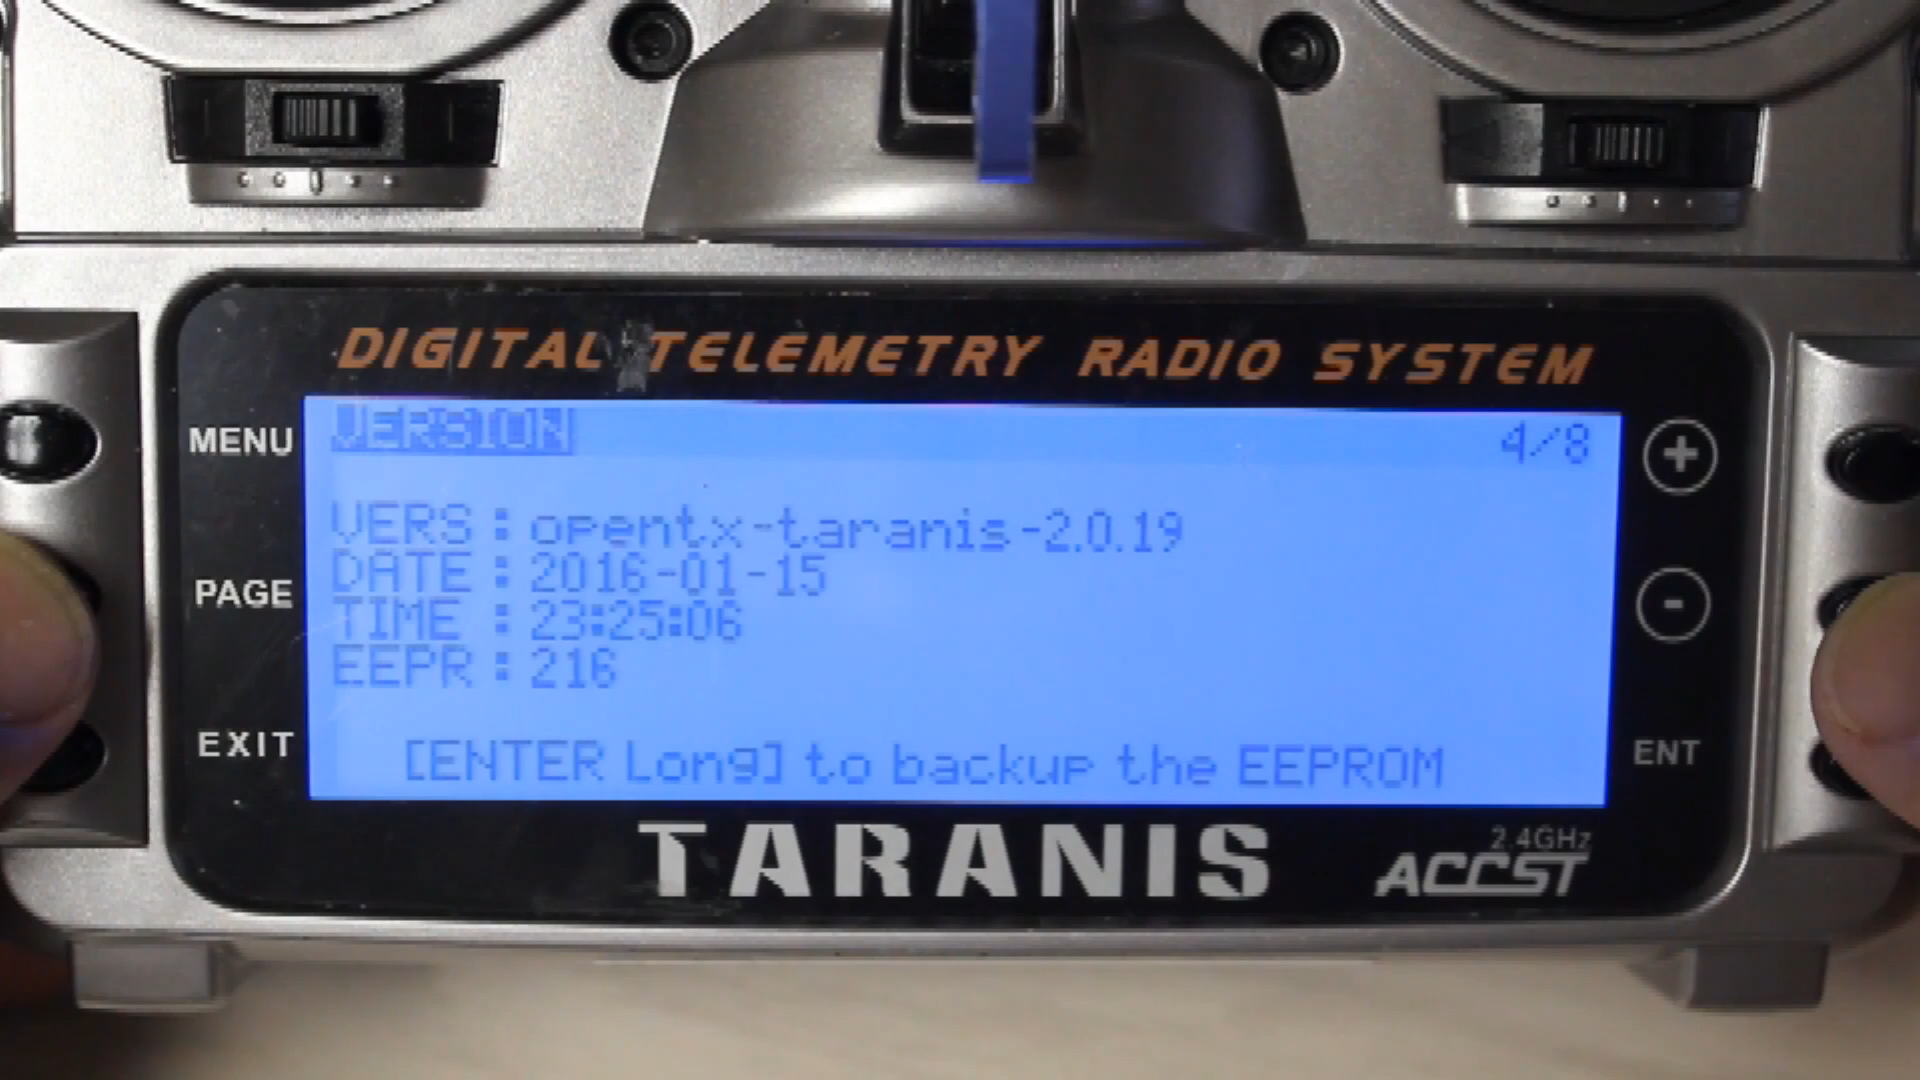 DIGITAL TELEMETRY RADIO SYSTEM
VERSION 4/8
MENU
VERS : opentx-taranis-2.0.19
DATE : 2016-01-15
PAGE
TIME : 23:25:06
EEPR : 216
EXIT
[ENTER Long] to backup the EEPROM
+
-
ENT
TARANIS
2.4GHz
ACCST